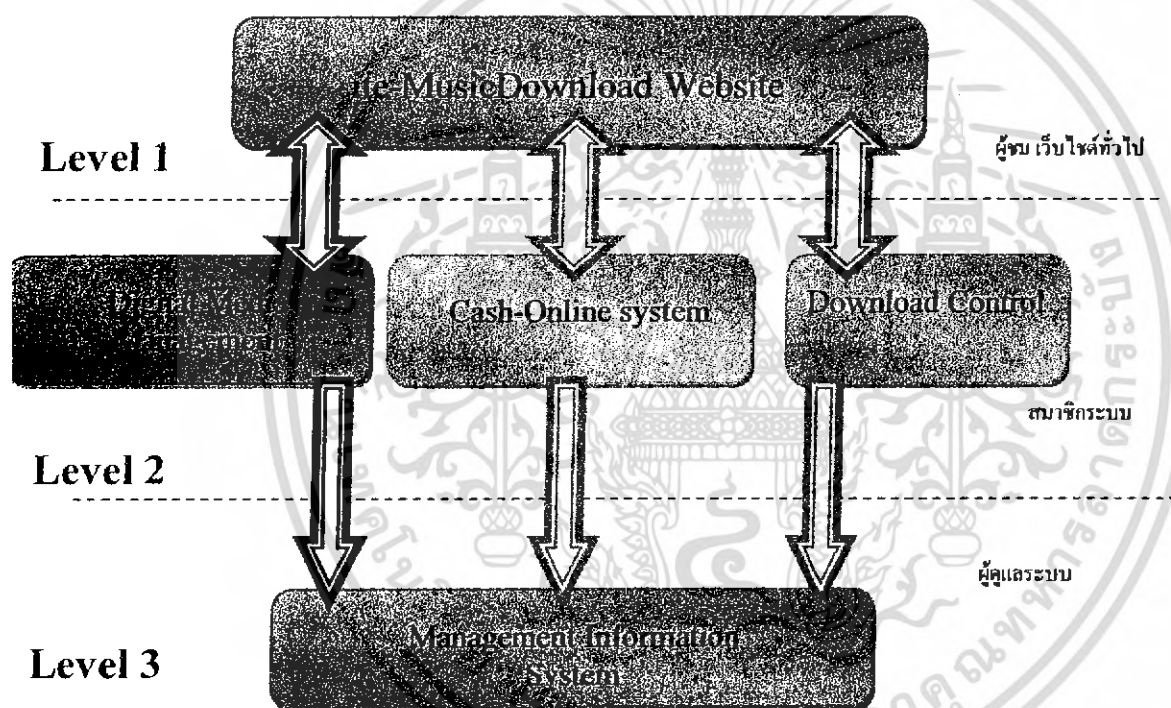 MusicDownload Website
Level 1
ผู้ชม เว็บไซต์ทั่วไป
Digital
Cash-Online system
Download Control
สมาชิกระบบ
Level 2
ผู้ดูแลระบบ
Management Information
System
Level 3